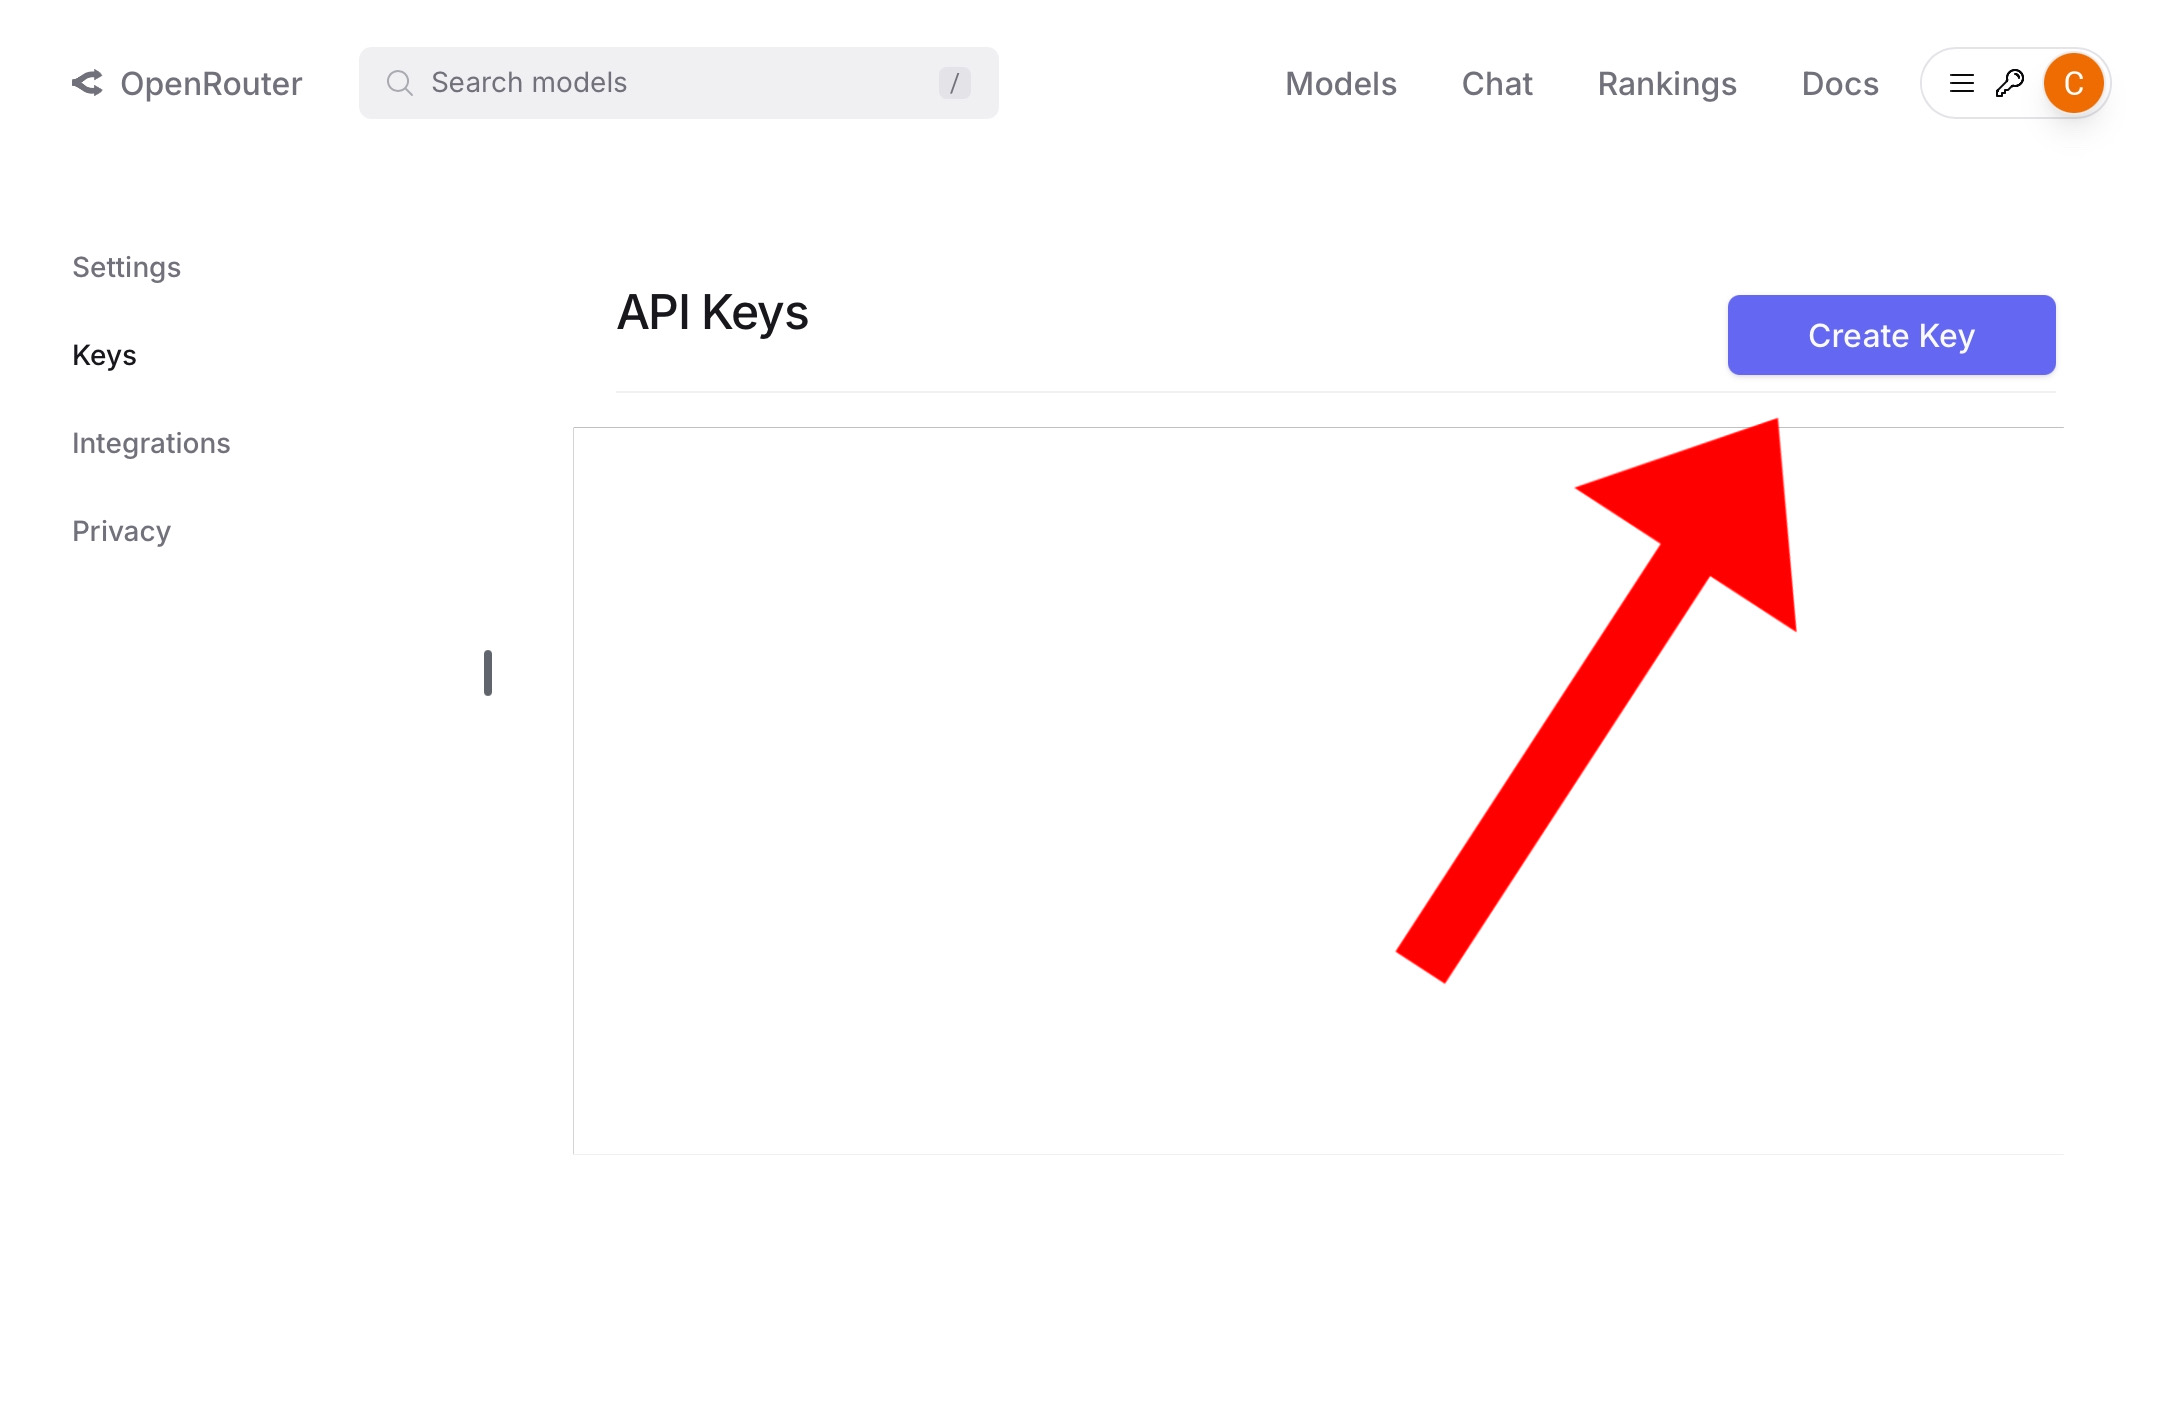 OpenRouter
Search models
/
Models
Chat
Rankings
Docs
C
Settings
Keys
Integrations
Privacy
API Keys
Create Key